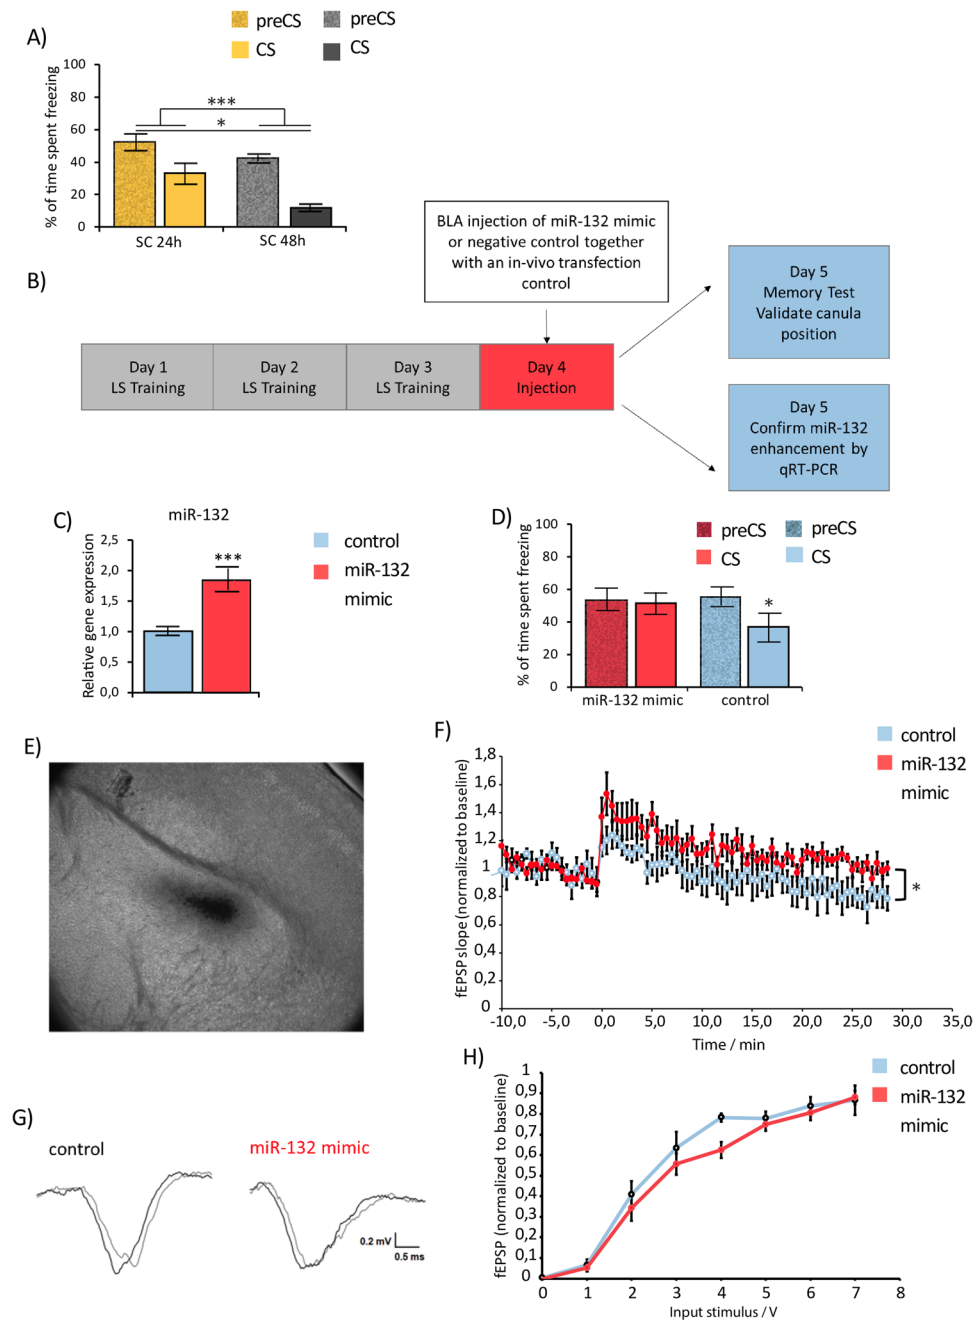 A)
preCS
preCS
CS
CS
% of time spent freezing
100
80
60
40
20
0
***
*
SC 24h
SC 48h
B)
BLA injection of miR-132 mimic
or negative control together
with an in-vivo transfection
control
Day 1
LS Training
Day 2
LS Training
Day 3
LS Training
Day 4
Injection
Day 5
Memory Test
Validate canula
position
Day 5
Confirm miR-132
enhancement by
qRT-PCR
C)
miR-132
Relative gene expression
2,5
2,0
1,5
1,0
0,5
0,0
***
control
miR-132
mimic
D)
% of time spent freezing
100
80
60
40
20
0
preCS
preCS
CS
CS
*
miR-132 mimic
control
E)
F)
control
miR-132
mimic
fEPSP slope (normalized to baseline)
1,8
1,6
1,4
1,2
1
0,8
0,6
0,4
0,2
0
*
-10,0
-5,0
0,0
5,0
10,0
15,0
20,0
25,0
30,0
35,0
Time / min
G)
control
miR-132 mimic
0.2 mV
0.5 ms
H)
control
miR-132
mimic
fEPSP (normalized to baseline)
1
0,9
0,8
0,7
0,6
0,5
0,4
0,3
0,2
0,1
0
0
1
2
3
4
5
6
7
8
Input stimulus / V